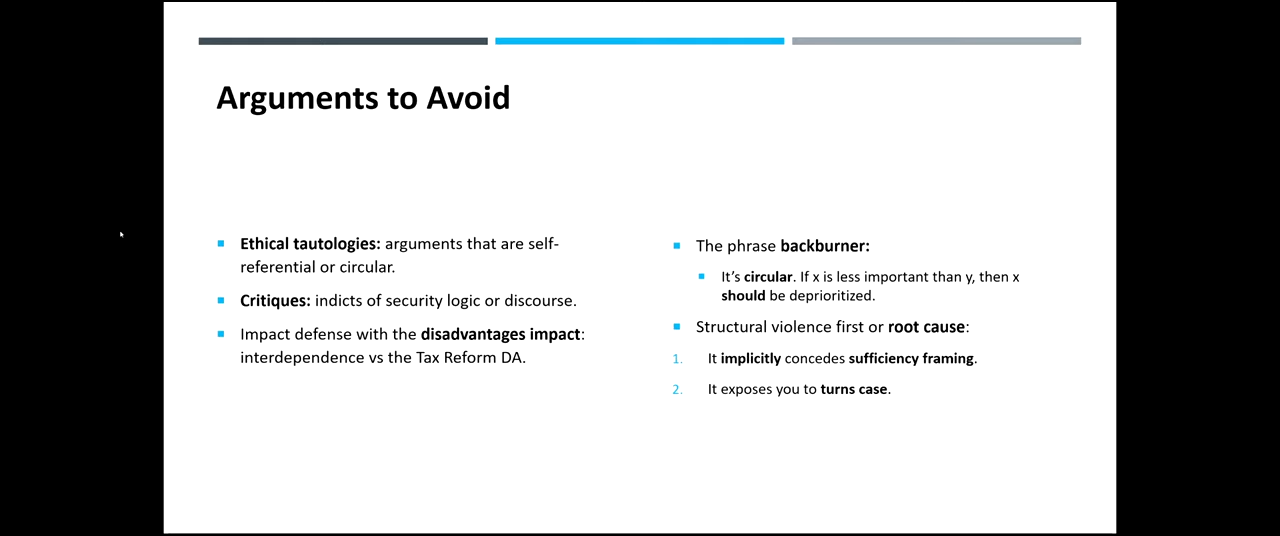 Arguments to Avoid
▪ Ethical tautologies: arguments that are self-
referential or circular.
▪ Critiques: indicts of security logic or discourse.
▪ Impact defense with the disadvantages impact:
interdependence vs the Tax Reform DA.
▪ The phrase backburner:
▪ It’s circular. If x is less important than y, then x
should be deprioritized.
▪ Structural violence first or root cause:
1. It implicitly concedes sufficiency framing.
2. It exposes you to turns case.